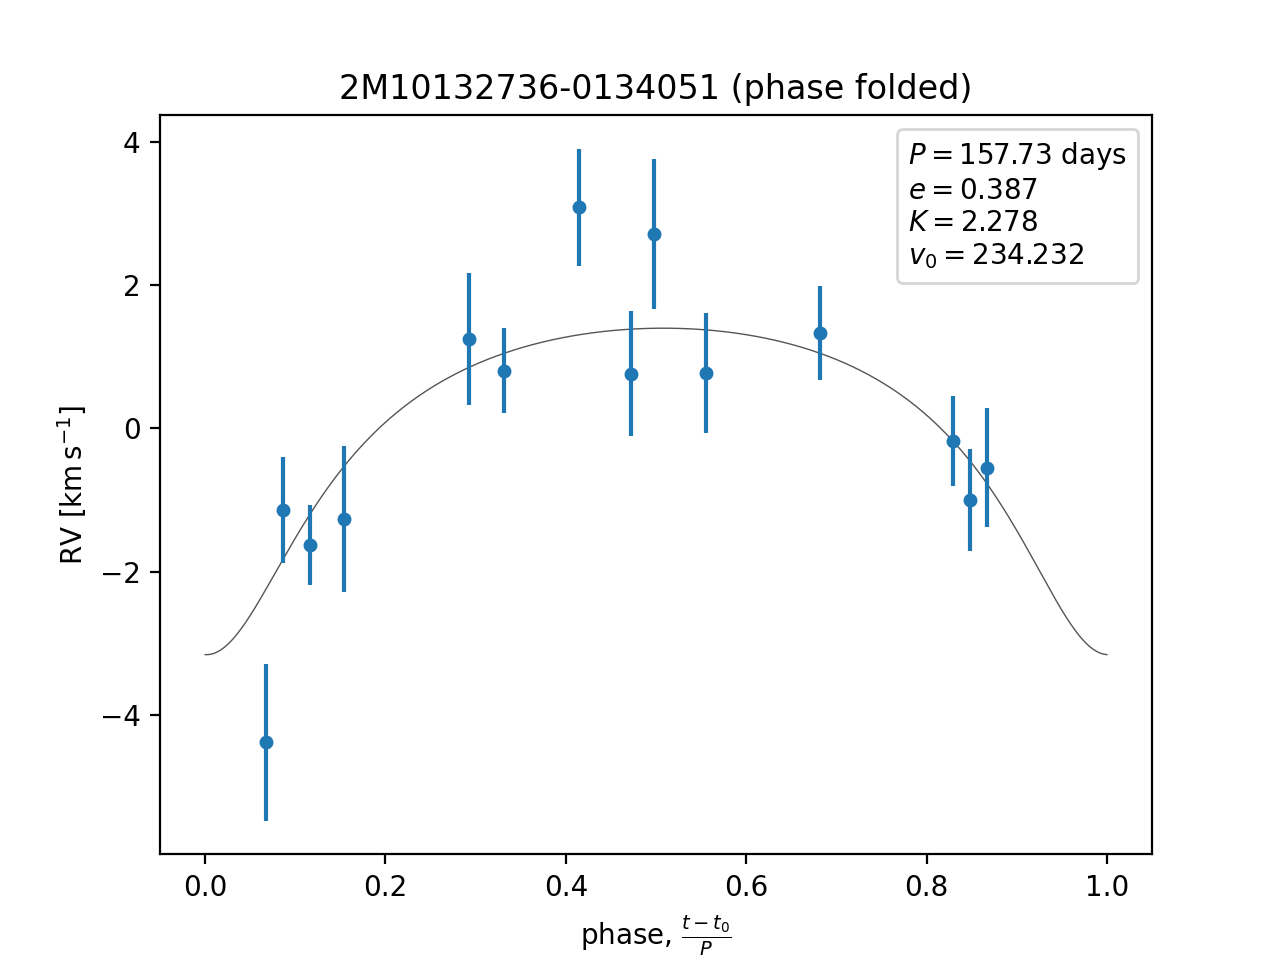 2M10132736-0134051 (phase folded)
P = 157.73 days
e = 0.387
K = 2.278
v₀ = 234.232
4
2
0
−2
−4
RV [km s⁻¹]
0.0 0.2 0.4 0.6 0.8 1.0
phase, (t − t₀)/P